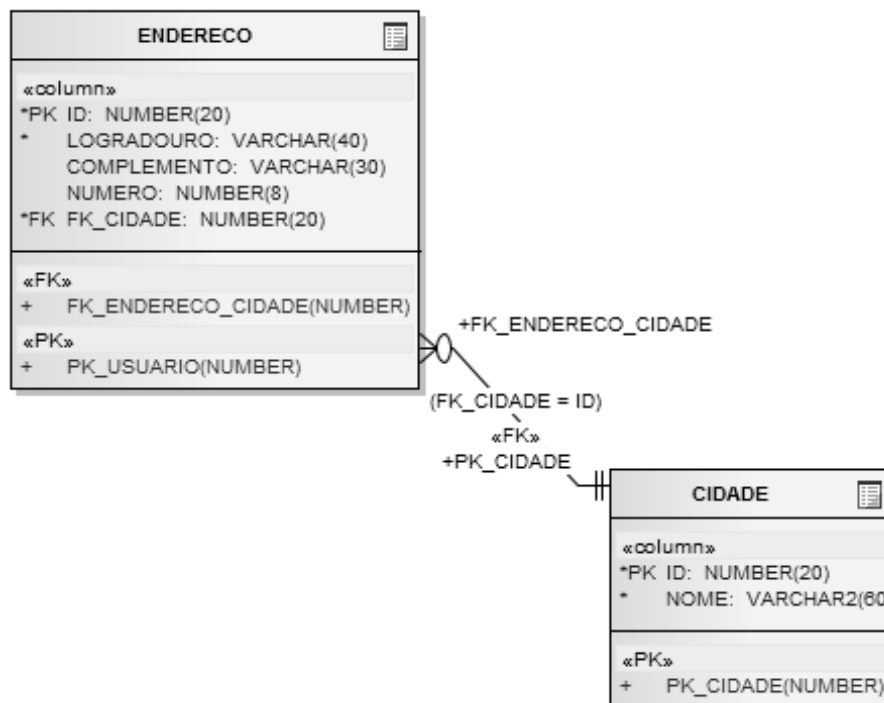 ENDERECO
«column»
*PK ID: NUMBER(20)
* LOGRADOURO: VARCHAR(40)
COMPLEMENTO: VARCHAR(30)
NUMERO: NUMBER(8)
*FK FK_CIDADE: NUMBER(20)
«FK»
+ FK_ENDERECO_CIDADE(NUMBER)
«PK»
+ PK_USUARIO(NUMBER)
+FK_ENDERECO_CIDADE
(FK_CIDADE = ID)
«FK»
+PK_CIDADE
CIDADE
«column»
*PK ID: NUMBER(20)
* NOME: VARCHAR2(60
«PK»
+ PK_CIDADE(NUMBER)